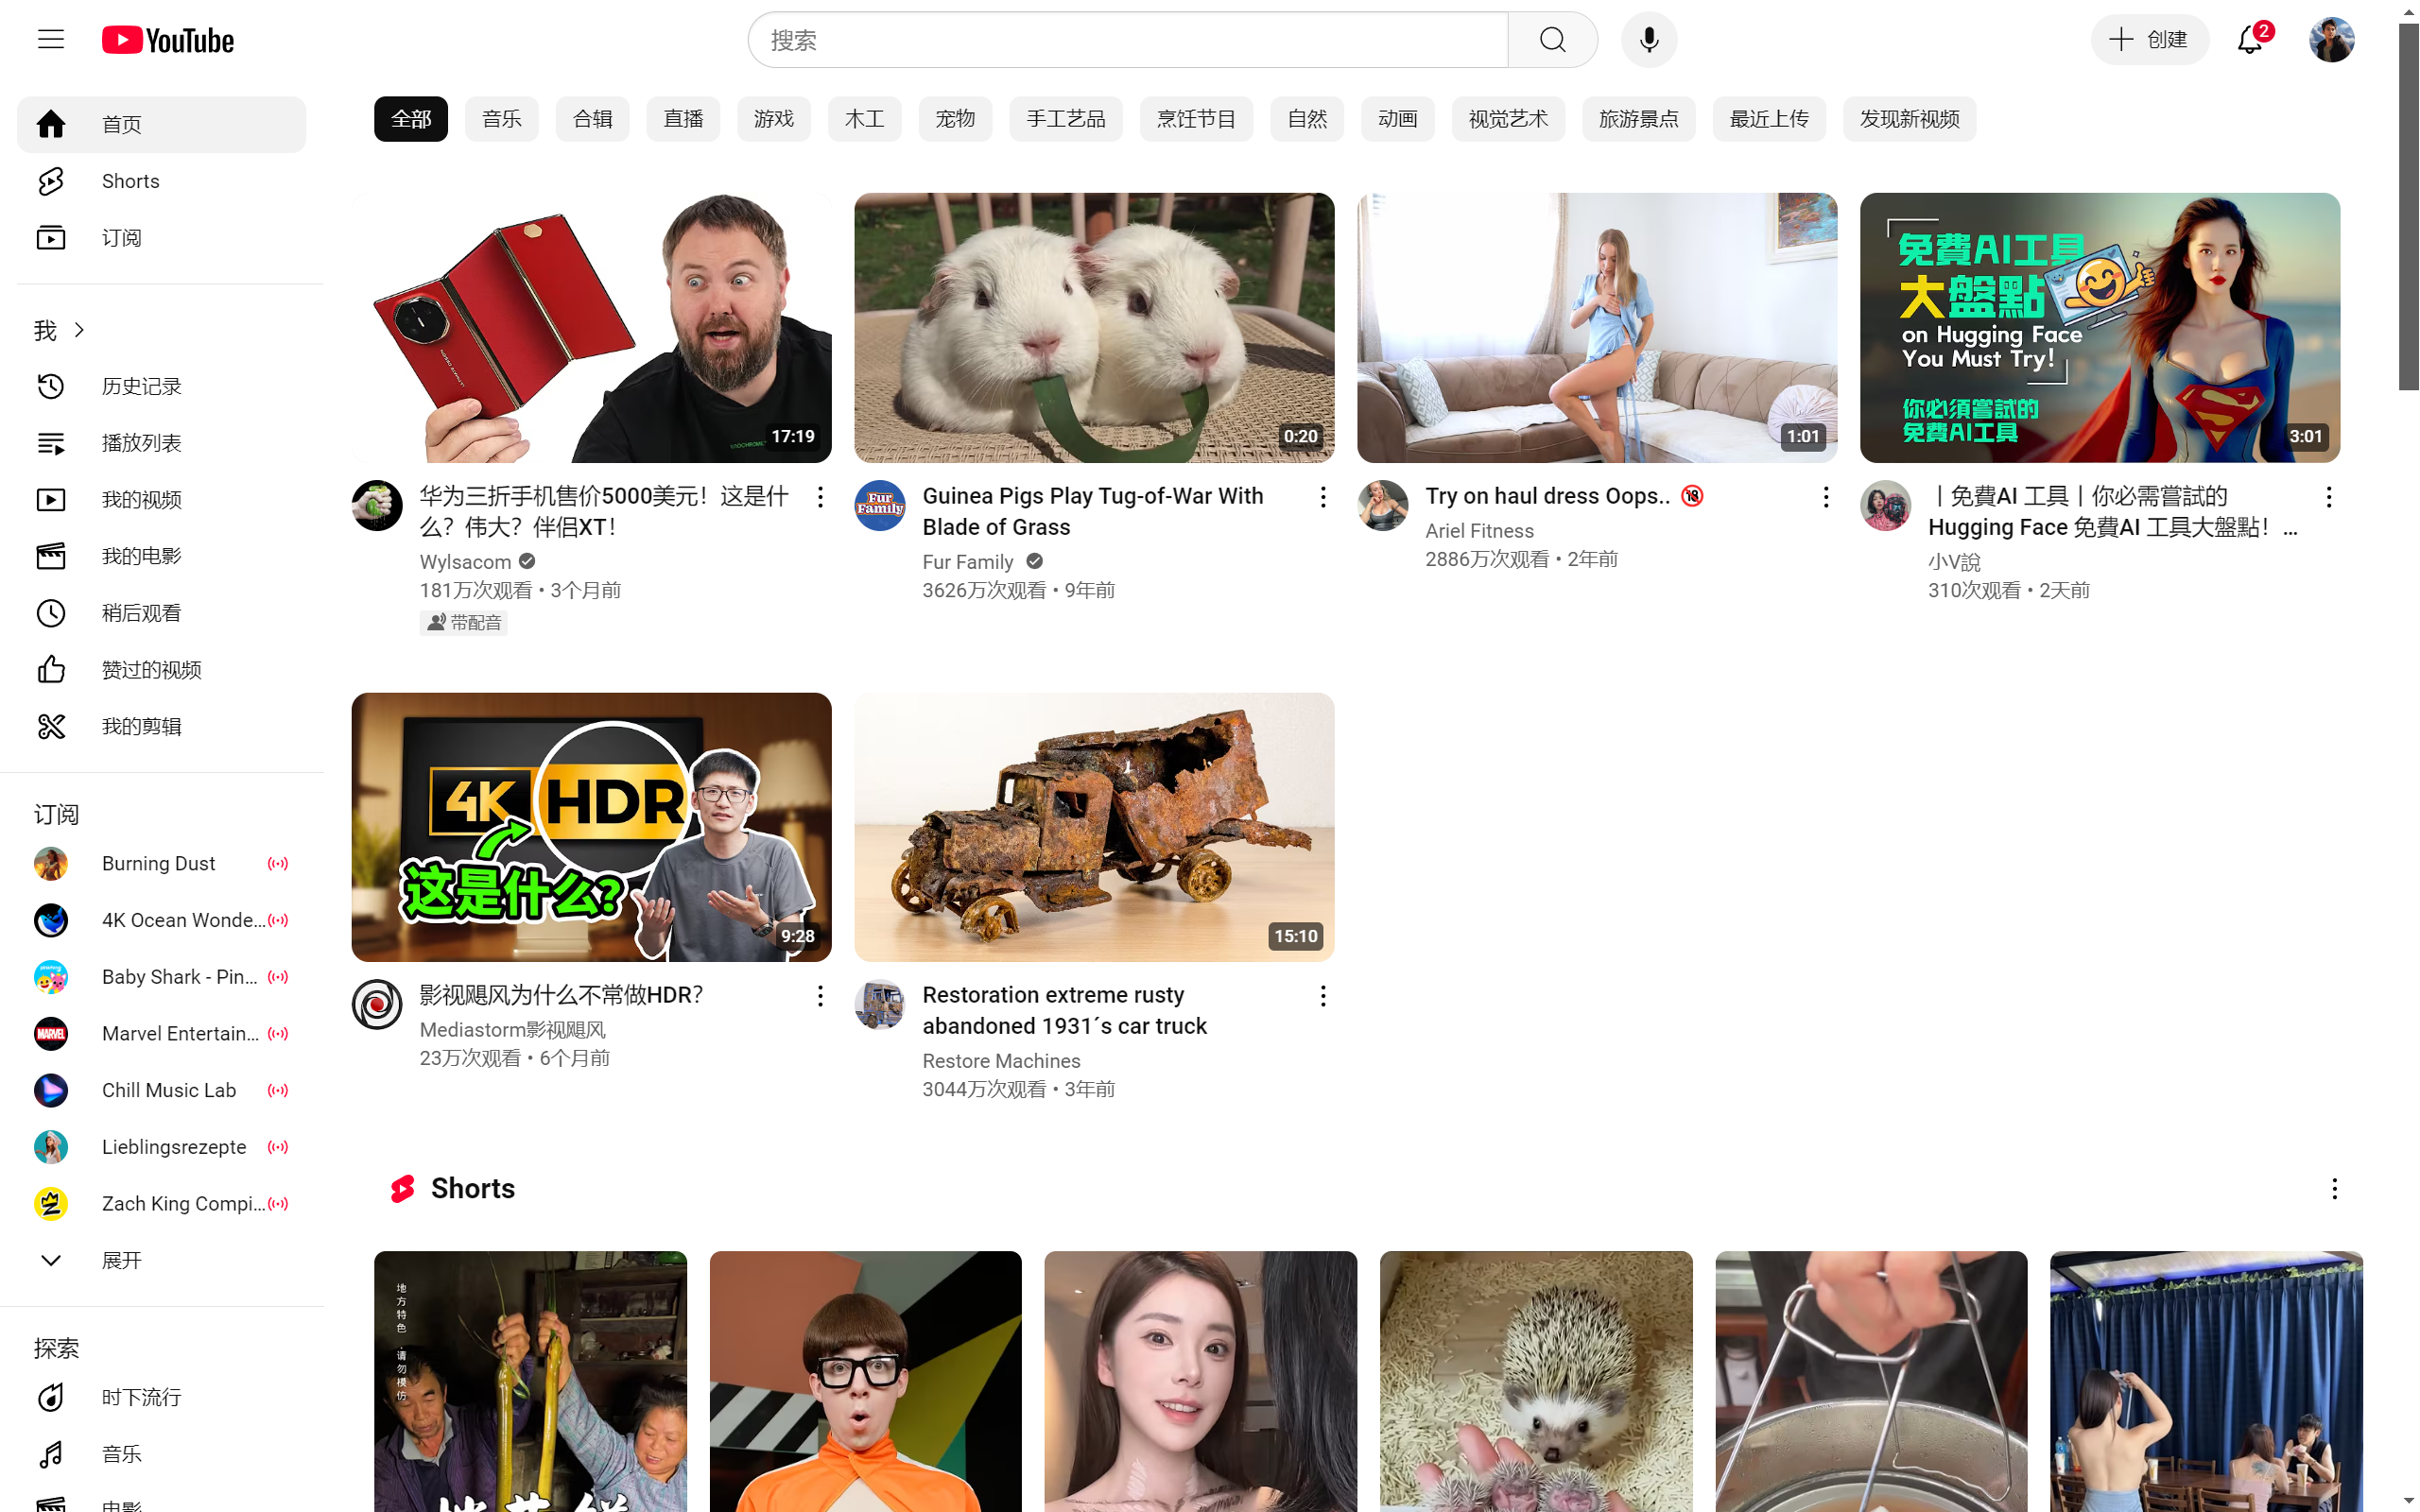 YouTube
搜索
创建
2
首页
Shorts
订阅
我
历史记录
播放列表
我的视频
我的电影
稍后观看
赞过的视频
我的剪辑
订阅
Burning Dust
4K Ocean Wonde...
Baby Shark - Pin...
MARVEL
Marvel Entertain...
Chill Music Lab
Lieblingsrezepte
Zach King Compi...
展开
探索
时下流行
音乐
电影
全部 音乐 合辑 直播 游戏 木工 宠物 手工艺品 烹饪节目 自然 动画 视觉艺术 旅游景点 最近上传 发现新视频
17:19
华为三折手机售价5000美元！这是什
么？伟大？伴侣XT！
Wylsacom
181万次观看 • 3个月前
带配音
0:20
Fur
Family
Guinea Pigs Play Tug-of-War With
Blade of Grass
Fur Family
3626万次观看 • 9年前
1:01
Try on haul dress Oops.. 🔞
Ariel Fitness
2886万次观看 • 2年前
免費AI工具
大盤點
on Hugging Face
You Must Try!
你必須嘗試的
免費AI工具
3:01
丨免費AI 工具丨你必需嘗試的
Hugging Face 免費AI 工具大盤點！...
小V說
310次观看 • 2天前
4K HDR
这是什么?
9:28
影视飓风为什么不常做HDR？
Mediastorm影视飓风
23万次观看 • 6个月前
15:10
Restoration extreme rusty
abandoned 1931´s car truck
Restore Machines
3044万次观看 • 3年前
Shorts
地方特色,请勿模仿